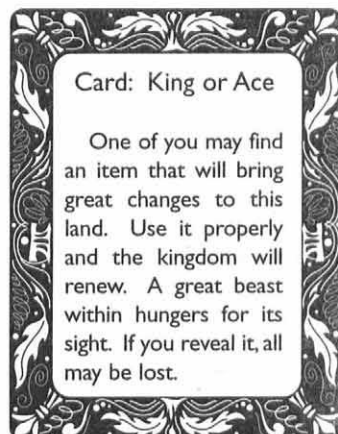 Card: King or Ace
One of you may find
an item that will bring
great changes to this
land. Use it properly
and the kingdom will
renew. A great beast
within hungers for its
sight. If you reveal it, all
may be lost.